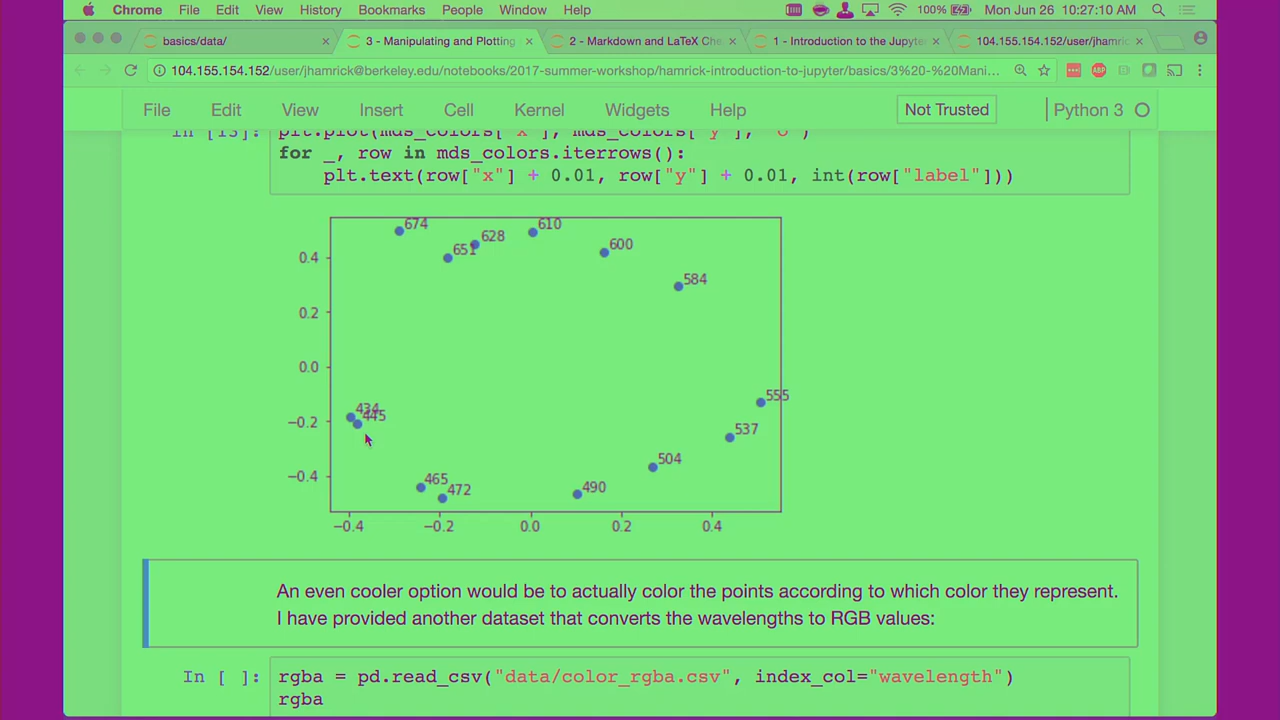 Chrome File Edit View History Bookmarks People Window Help 100% Mon Jun 26 10:27:10 AM
basics/data/ 3 - Manipulating and Plotting 2 - Markdown and LaTeX Che 1 - Introduction to the Jupyte 104.155.154.152/user/jhamric
104.155.154.152/user/jhamrick@berkeley.edu/notebooks/2017-summer-workshop/hamrick-introduction-to-jupyter/basics/3%20-%20Mani...
File Edit View Insert Cell Kernel Widgets Help Not Trusted Python 3
In [13]: plt.plot(mds_colors["x"], mds_colors["y"], "o")
for _, row in mds_colors.iterrows():
plt.text(row["x"] + 0.01, row["y"] + 0.01, int(row["label"]))
674 610
628
651 600
0.4
584
0.2
0.0
555
434
445
−0.2 537
504
465
−0.4 472 490
−0.4 −0.2 0.0 0.2 0.4
An even cooler option would be to actually color the points according to which color they represent.
I have provided another dataset that converts the wavelengths to RGB values:
In [ ]: rgba = pd.read_csv("data/color_rgba.csv", index_col="wavelength")
rgba